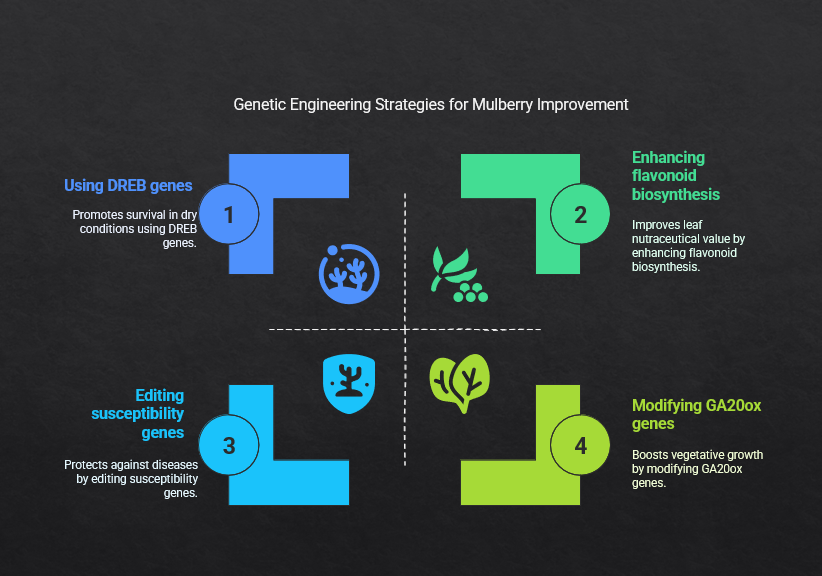 Genetic Engineering Strategies for Mulberry Improvement
Using DREB genes
1
Promotes survival in dry
conditions using DREB
genes.
Enhancing
flavonoid
biosynthesis
2
Improves leaf
nutraceutical value by
enhancing flavonoid
biosynthesis.
Editing
susceptibility
genes
3
Protects against diseases
by editing susceptibility
genes.
Modifying GA20ox
genes
4
Boosts vegetative growth
by modifying GA20ox
genes.